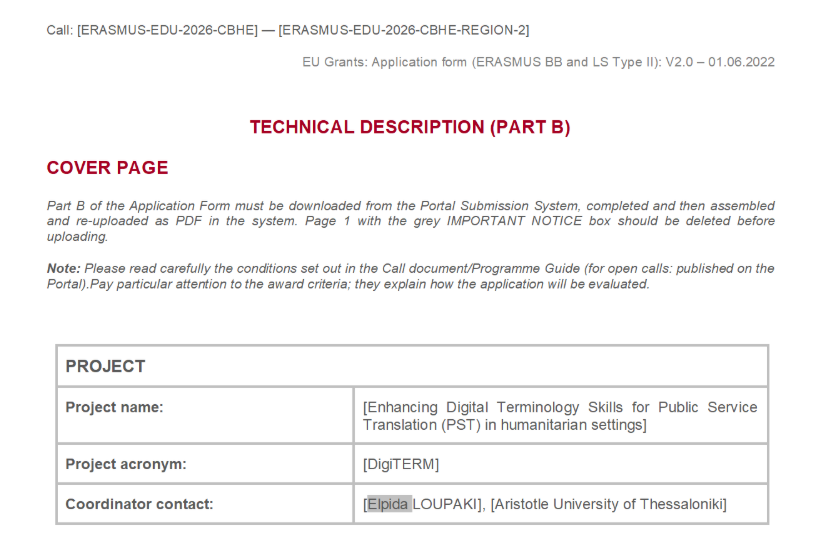 Call: [ERASMUS-EDU-2026-CBHE] — [ERASMUS-EDU-2026-CBHE-REGION-2]
EU Grants: Application form (ERASMUS BB and LS Type II): V2.0 – 01.06.2022
TECHNICAL DESCRIPTION (PART B)
COVER PAGE
Part B of the Application Form must be downloaded from the Portal Submission System, completed and then assembled
and re-uploaded as PDF in the system. Page 1 with the grey IMPORTANT NOTICE box should be deleted before
uploading.
Note: Please read carefully the conditions set out in the Call document/Programme Guide (for open calls: published on the
Portal).Pay particular attention to the award criteria; they explain how the application will be evaluated.
PROJECT
Project name:
[Enhancing Digital Terminology Skills for Public Service
Translation (PST) in humanitarian settings]
Project acronym:
[DigiTERM]
Coordinator contact:
[Elpida LOUPAKI], [Aristotle University of Thessaloniki]